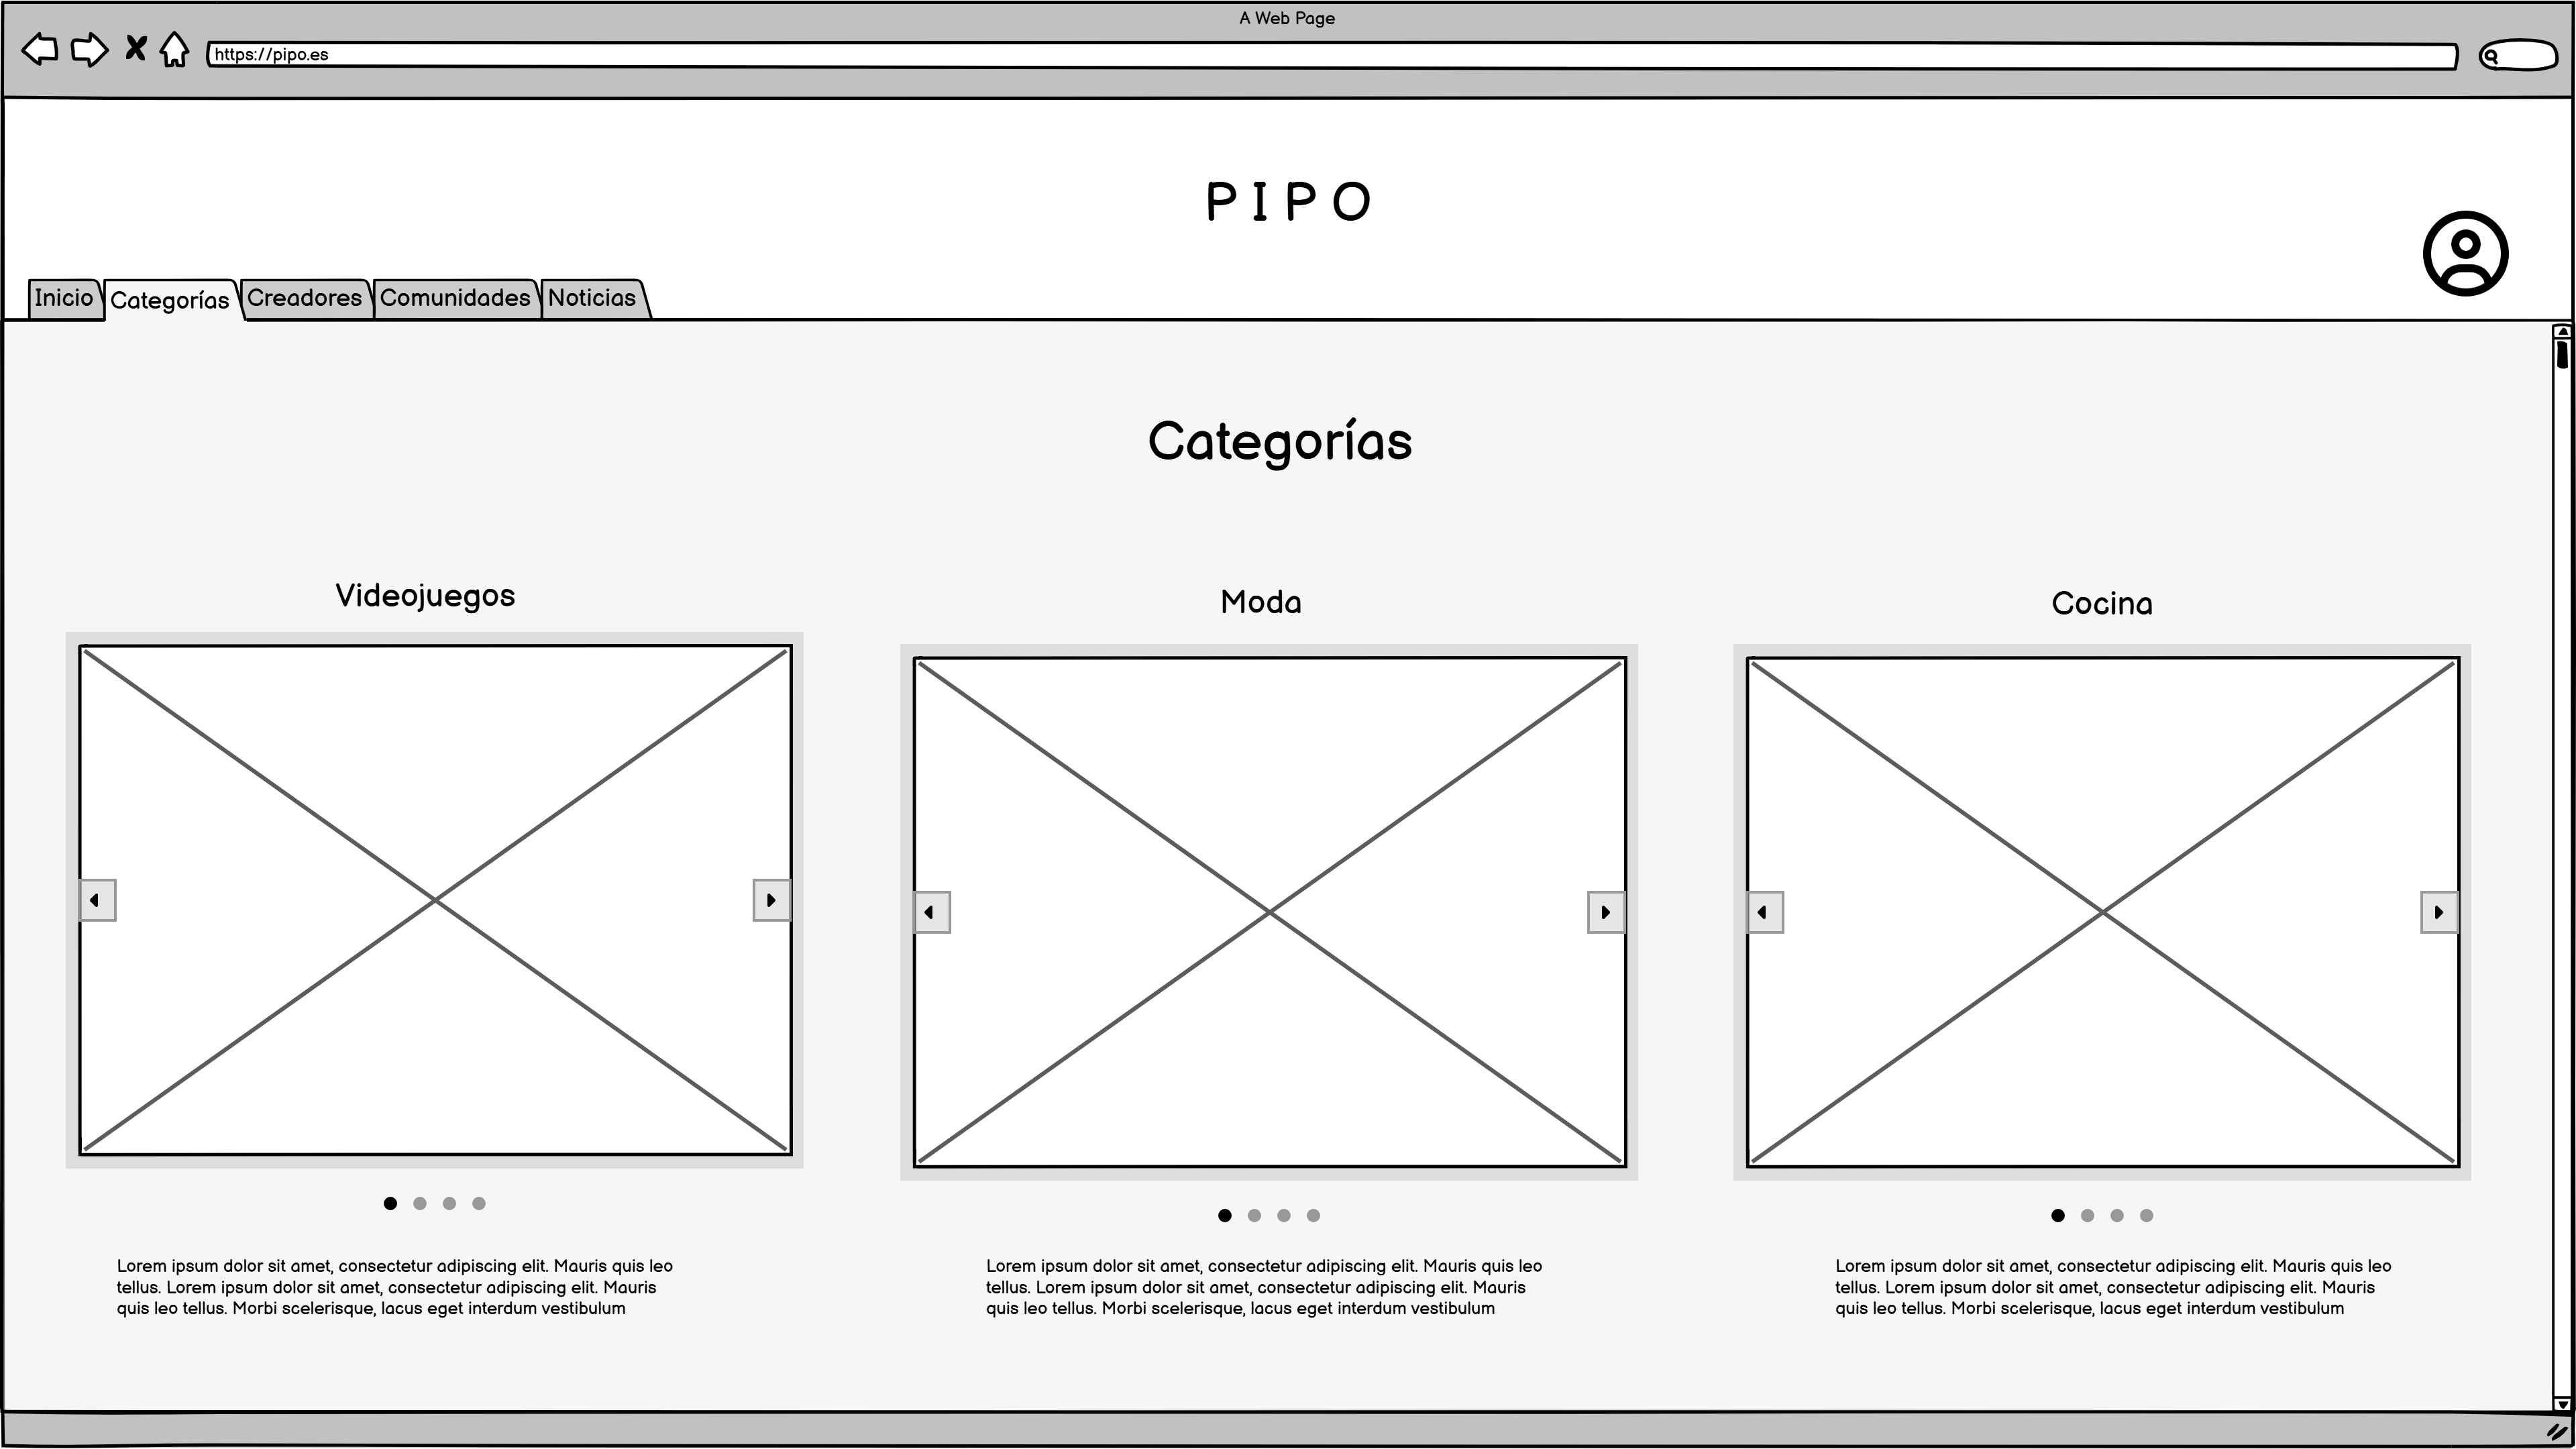 A Web Page
https://pipo.es
PIPO
Inicio
Categorías
Creadores
Comunidades
Noticias
Categorías
Videojuegos
Moda
Cocina
Lorem ipsum dolor sit amet, consectetur adipiscing elit. Mauris quis leo
tellus. Lorem ipsum dolor sit amet, consectetur adipiscing elit. Mauris
quis leo tellus. Morbi scelerisque, lacus eget interdum vestibulum
Lorem ipsum dolor sit amet, consectetur adipiscing elit. Mauris quis leo
tellus. Lorem ipsum dolor sit amet, consectetur adipiscing elit. Mauris
quis leo tellus. Morbi scelerisque, lacus eget interdum vestibulum
Lorem ipsum dolor sit amet, consectetur adipiscing elit. Mauris quis leo
tellus. Lorem ipsum dolor sit amet, consectetur adipiscing elit. Mauris
quis leo tellus. Morbi scelerisque, lacus eget interdum vestibulum